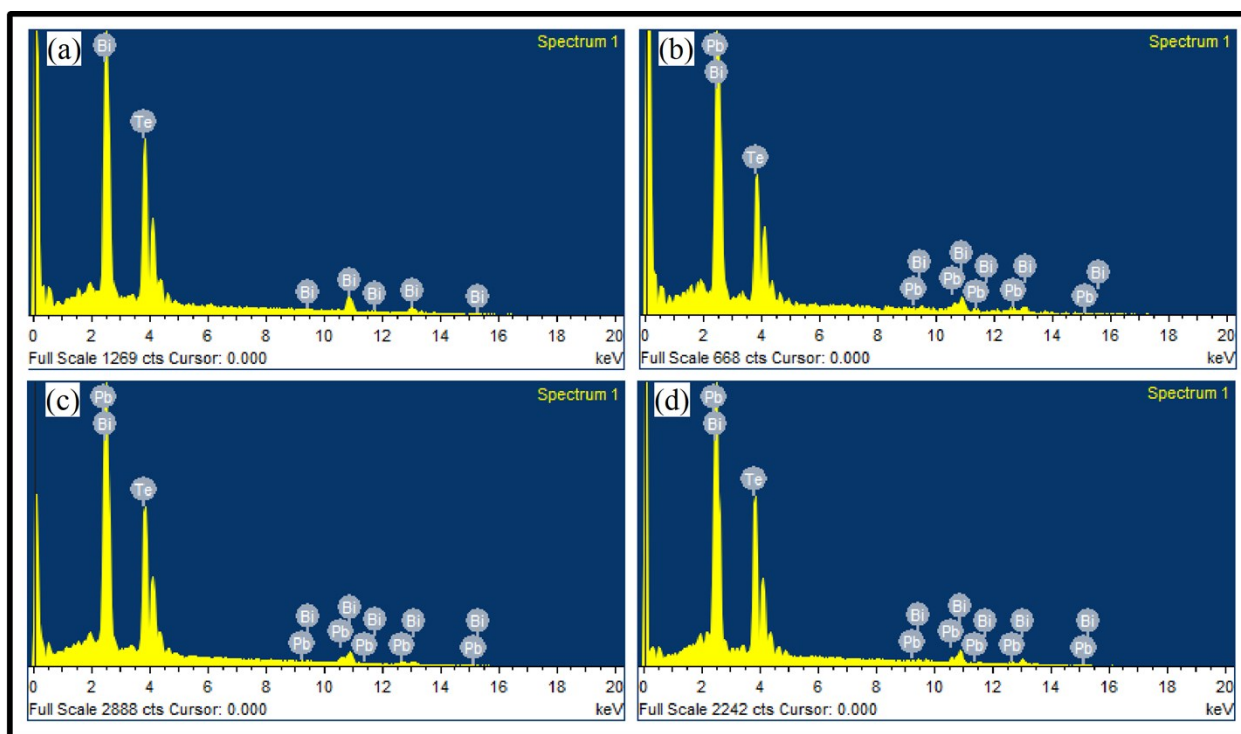 (a)
Spectrum 1
Bi
Te
Bi Bi Bi Bi Bi
0 2 4 6 8 10 12 14 16 18 20
Full Scale 1269 cts Cursor: 0.000 keV
(b)
Spectrum 1
Pb
Bi
Te
Bi Bi Bi Bi Bi
Pb Pb Pb Pb Pb
0 2 4 6 8 10 12 14 16 18 20
Full Scale 668 cts Cursor: 0.000 keV
(c)
Spectrum 1
Pb
Bi
Te
Bi Bi Bi Bi Bi
Pb Pb Pb Pb Pb
0 2 4 6 8 10 12 14 16 18 20
Full Scale 2888 cts Cursor: 0.000 keV
(d)
Spectrum 1
Pb
Bi
Te
Bi Bi Bi Bi Bi
Pb Pb Pb Pb Pb
0 2 4 6 8 10 12 14 16 18 20
Full Scale 2242 cts Cursor: 0.000 keV